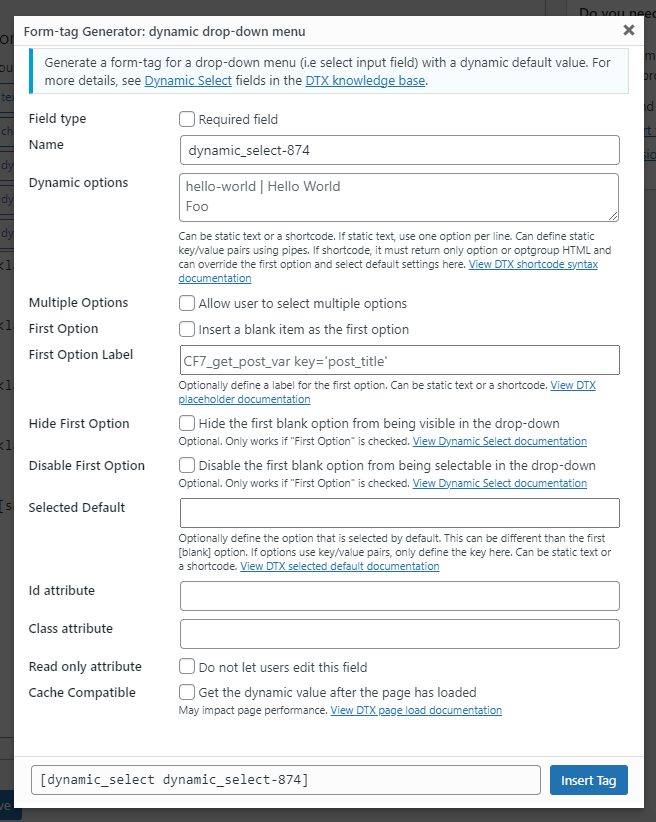 Do you need
Form-tag Generator: dynamic drop-down menu
Generate a form-tag for a drop-down menu (i.e select input field) with a dynamic default value. For
more details, see Dynamic Select fields in the DTX knowledge base.
Field type
Required field
Name
dynamic_select-874
Dynamic options
hello-world | Hello World
Foo
Can be static text or a shortcode. If static text, use one option per line. Can define static
key/value pairs using pipes. If shortcode, it must return only option or optgroup HTML and
can override the first option and select default settings here. View DTX shortcode syntax
documentation
Multiple Options
Allow user to select multiple options
First Option
Insert a blank item as the first option
First Option Label
CF7_get_post_var key='post_title'
Optionally define a label for the first option. Can be static text or a shortcode. View DTX
placeholder documentation
Hide First Option
Hide the first blank option from being visible in the drop-down
Optional. Only works if "First Option" is checked. View Dynamic Select documentation
Disable First Option
Disable the first blank option from being selectable in the drop-down
Optional. Only works if "First Option" is checked. View Dynamic Select documentation
Selected Default
Optionally define the option that is selected by default. This can be different than the first
[blank] option. If options use key/value pairs, only define the key here. Can be static text or
a shortcode. View DTX selected default documentation
Id attribute
Class attribute
Read only attribute
Do not let users edit this field
Cache Compatible
Get the dynamic value after the page has loaded
May impact page performance. View DTX page load documentation
[dynamic_select dynamic_select-874]
Insert Tag